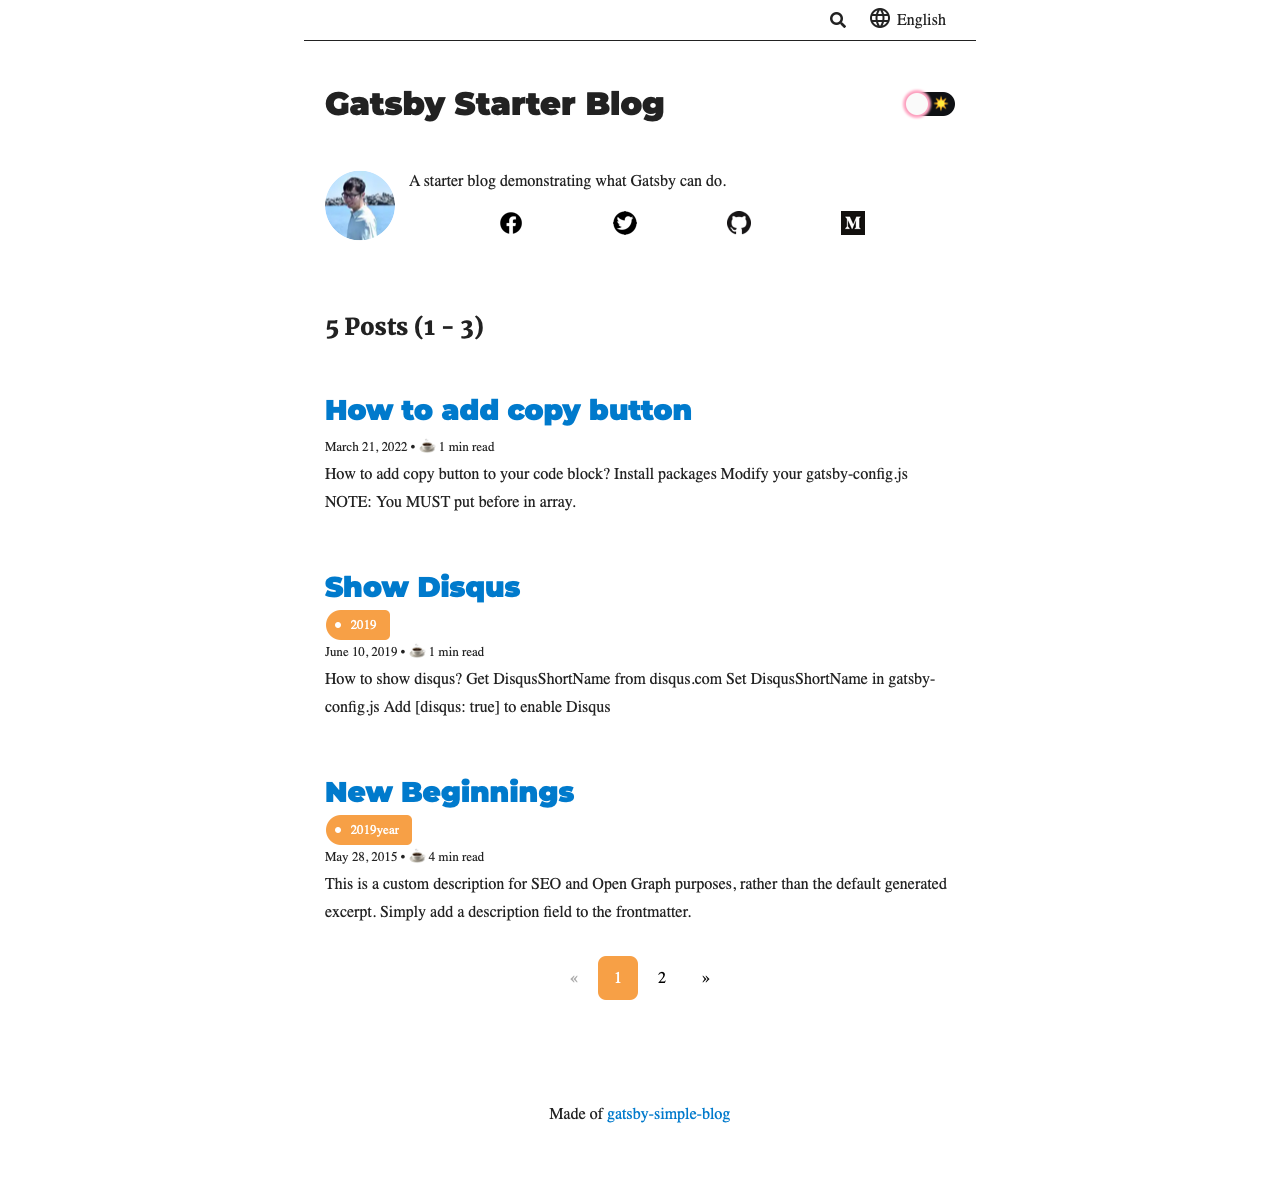 English
Gatsby Starter Blog
A starter blog demonstrating what Gatsby can do.
M
5 Posts (1 - 3)
How to add copy button
March 21, 2022 • ☕️ 1 min read
How to add copy button to your code block? Install packages Modify your gatsby-config.js
NOTE: You MUST put before in array.
Show Disqus
2019
June 10, 2019 • ☕️ 1 min read
How to show disqus? Get DisqusShortName from disqus.com Set DisqusShortName in gatsby-
config.js Add [disqus: true] to enable Disqus
New Beginnings
2019year
May 28, 2015 • ☕️ 4 min read
This is a custom description for SEO and Open Graph purposes, rather than the default generated
excerpt. Simply add a description field to the frontmatter.
« 1 2 »
Made of gatsby-simple-blog